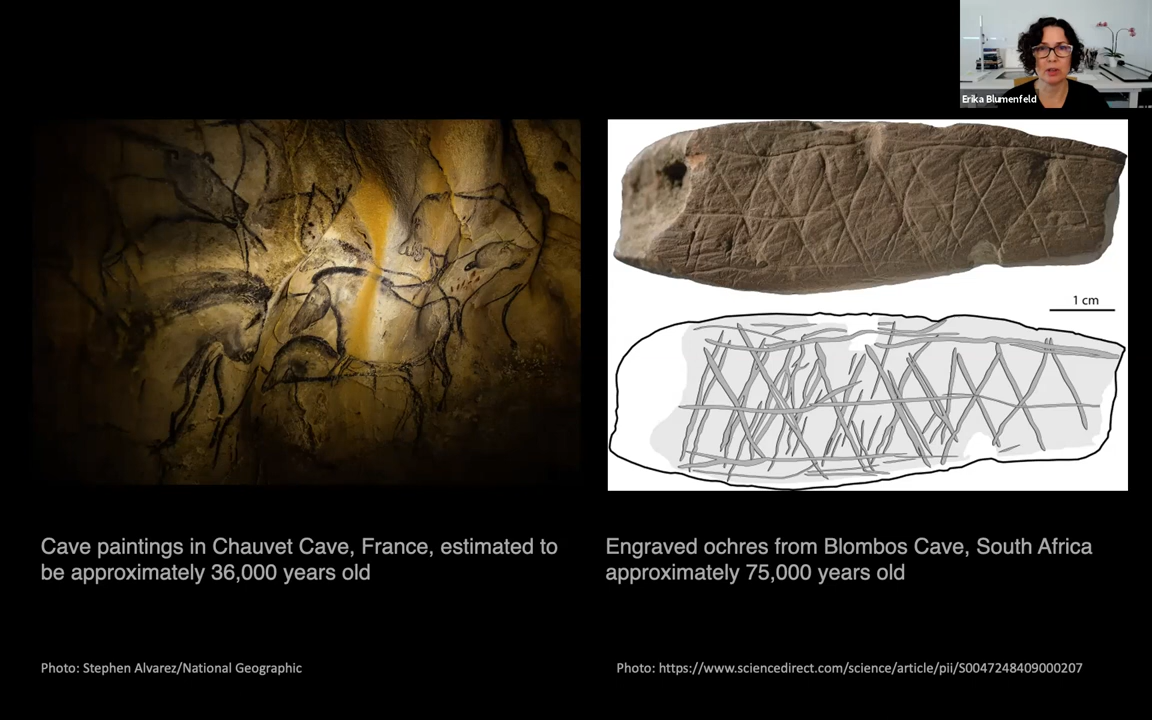 Erika Blumenfeld
1 cm
Cave paintings in Chauvet Cave, France, estimated to
be approximately 36,000 years old
Engraved ochres from Blombos Cave, South Africa
approximately 75,000 years old
Photo: Stephen Alvarez/National Geographic
Photo: https://www.sciencedirect.com/science/article/pii/S0047248409000207